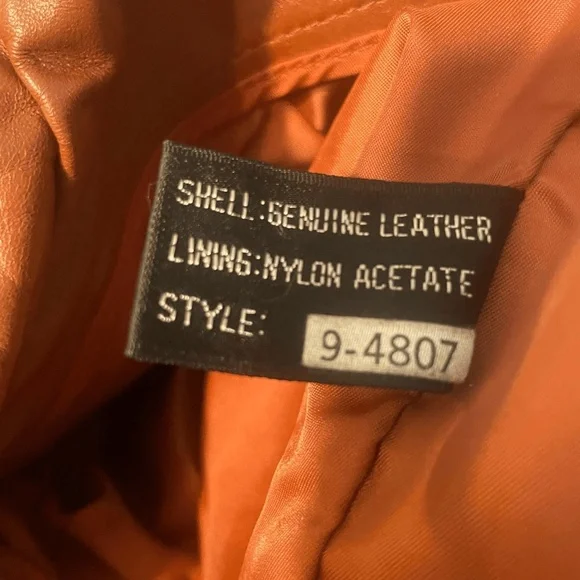 SHELL:GENUINE LEATHER
LINING:NYLON ACETATE
STYLE: 9-4807